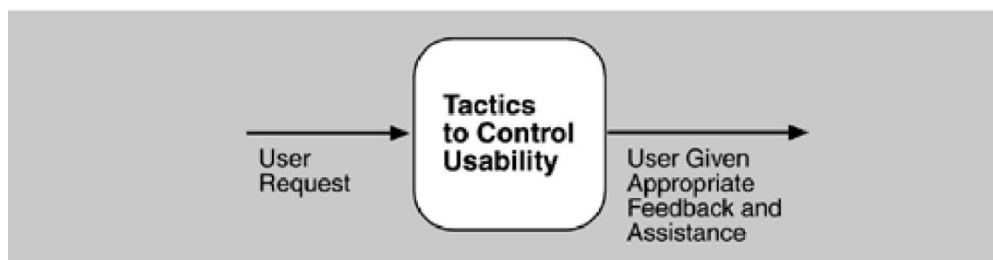 User
Request
Tactics
to Control
Usability
User Given
Appropriate
Feedback and
Assistance